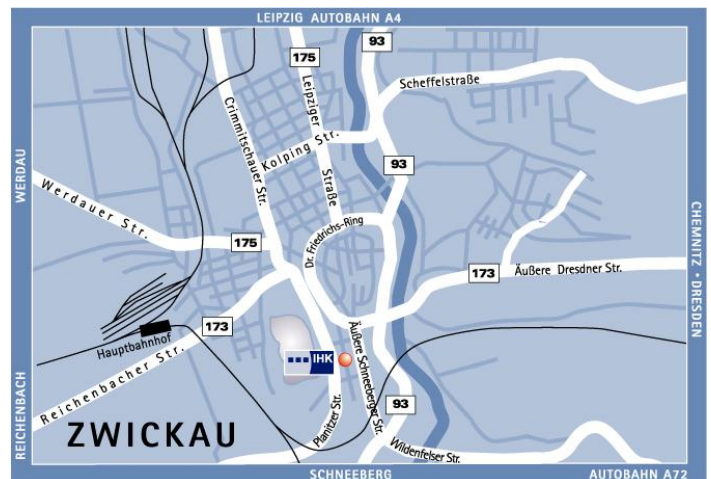 LEIPZIG AUTOBAHN A4
93
175
Leipziger
Straße
Scheffelstraße
Crimmitschauer Str.
Kolping Str.
93
WERDAU
Werdauer Str.
Dr. Friedrichs-Ring
175
CHEMNITZ • DRESDEN
173
Äußere Dresdner Str.
173
Hauptbahnhof
IHK
Äußere Schneeberger Str.
Reichenbacher Str.
REICHENBACH
Planitzer Str.
93
ZWICKAU
Wildenfelser Str.
SCHNEEBERG
AUTOBAHN A72